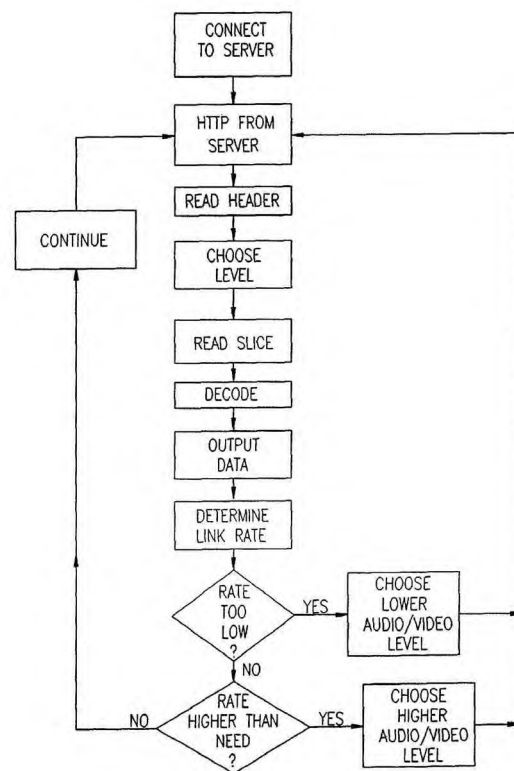 CONNECT
TO SERVER
HTTP FROM
SERVER
READ HEADER
CONTINUE
CHOOSE
LEVEL
READ SLICE
DECODE
OUTPUT
DATA
DETERMINE
LINK RATE
RATE
TOO
LOW
?
YES
CHOOSE
LOWER
AUDIO/VIDEO
LEVEL
NO
RATE
HIGHER THAN
NEED
?
NO
YES
CHOOSE
HIGHER
AUDIO/VIDEO
LEVEL